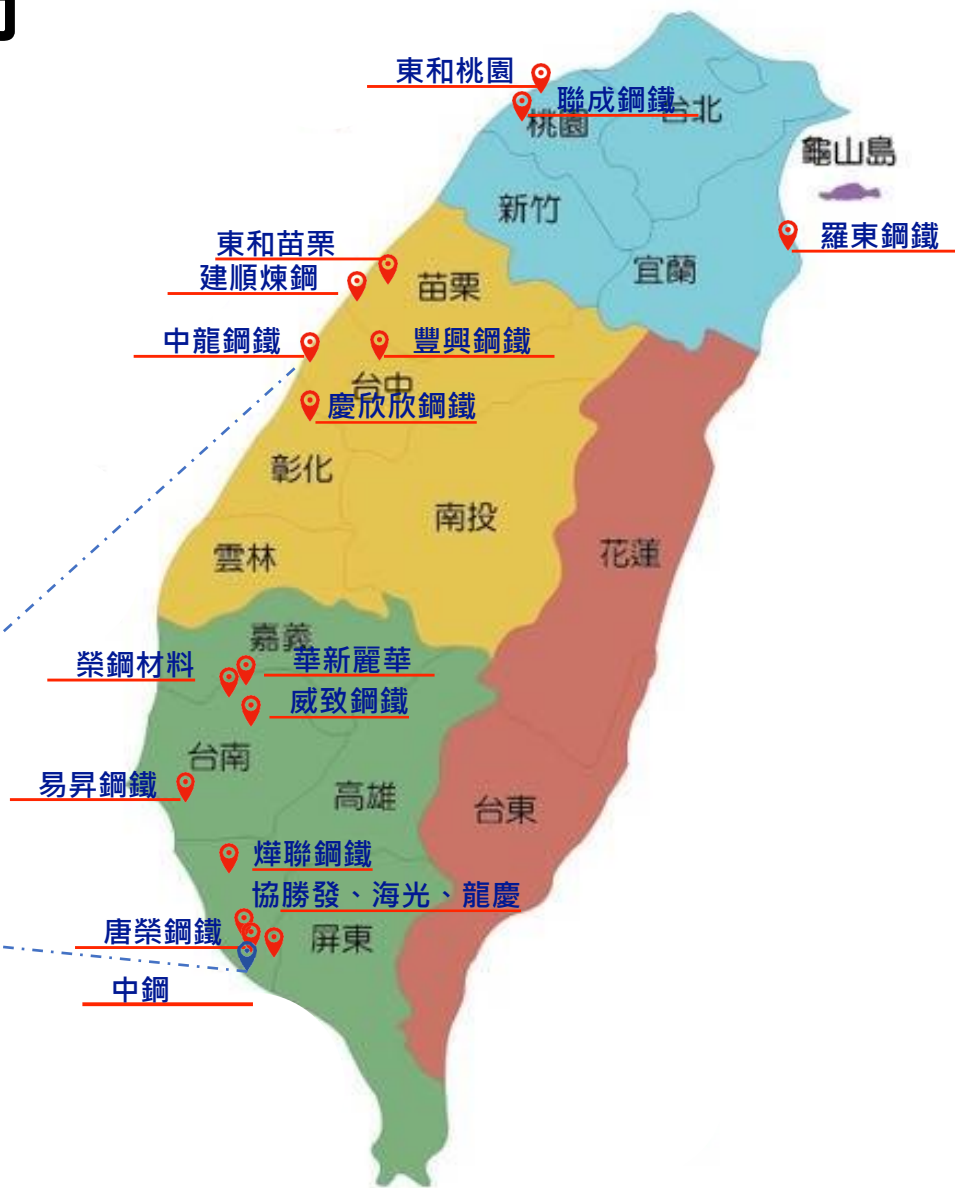 東和桃園
聯成鋼鐵
桃園
台北
龜山島
新竹
羅東鋼鐵
東和苗栗
宜蘭
建順煉鋼
苗栗
中龍鋼鐵
豐興鋼鐵
台中
慶欣欣鋼鐵
彰化
南投
雲林
花蓮
嘉義
榮鋼材料
華新麗華
威致鋼鐵
台南
易昇鋼鐵
高雄
台東
燁聯鋼鐵
協勝發、海光、龍慶
唐榮鋼鐵
屏東
中鋼